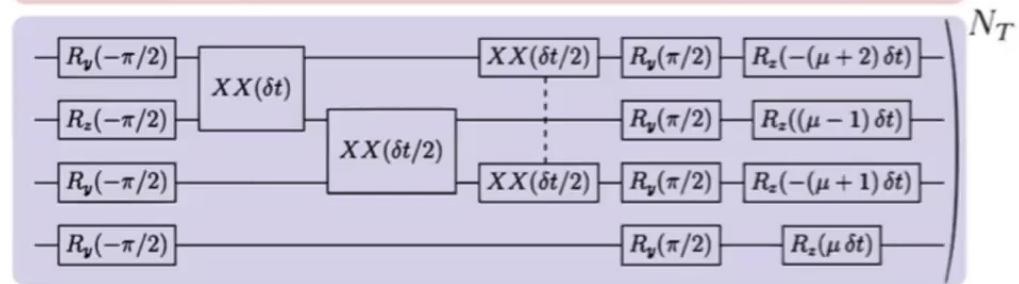 N_T
R_y(−π/2) XX(δt) XX(δt/2) R_y(π/2) R_z(−(μ + 2) δt)
R_z(−π/2) XX(δt/2) R_y(π/2) R_z((μ − 1) δt)
R_y(−π/2) XX(δt/2) R_y(π/2) R_z(−(μ + 1) δt)
R_y(−π/2) R_y(π/2) R_z(μ δt)